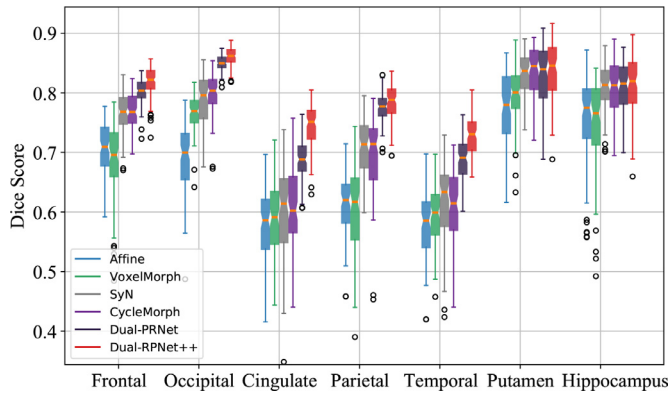 Dice Score
0.9
0.8
0.7
0.6
0.5
0.4
Affine
VoxelMorph
SyN
CycleMorph
Dual-PRNet
Dual-RPNet++
Frontal Occipital Cingulate Parietal Temporal Putamen Hippocampus